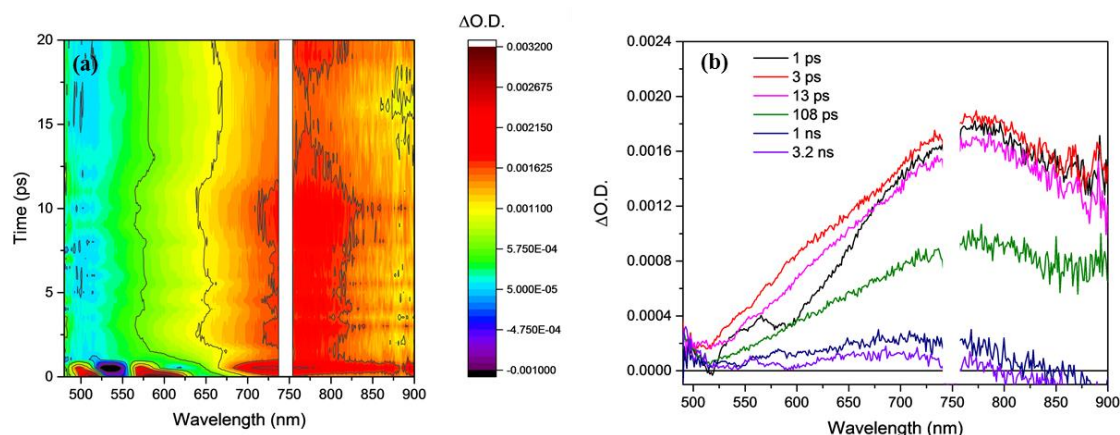 ΔO.D.
20
15
10
5
0
Time (ps)
(a)
500 550 600 650 700 750 800 850 900
Wavelength (nm)
0.003200
0.002675
0.002150
0.001625
0.001100
5.750E-04
5.000E-05
-4.750E-04
-0.001000
0.0024
0.0020
0.0016
0.0012
0.0008
0.0004
0.0000
ΔO.D.
1 ps
3 ps
13 ps
108 ps
1 ns
3.2 ns
(b)
500 550 600 650 700 750 800 850 900
Wavelength (nm)